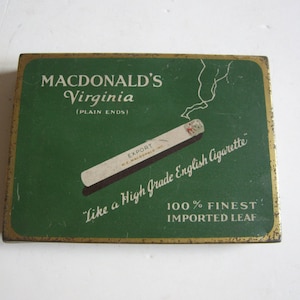 MACDONALD'S
Virginia
(PLAIN ENDS)
EXPORT
"Like a High Grade English Cigarette"
100% FINEST
IMPORTED LEAF